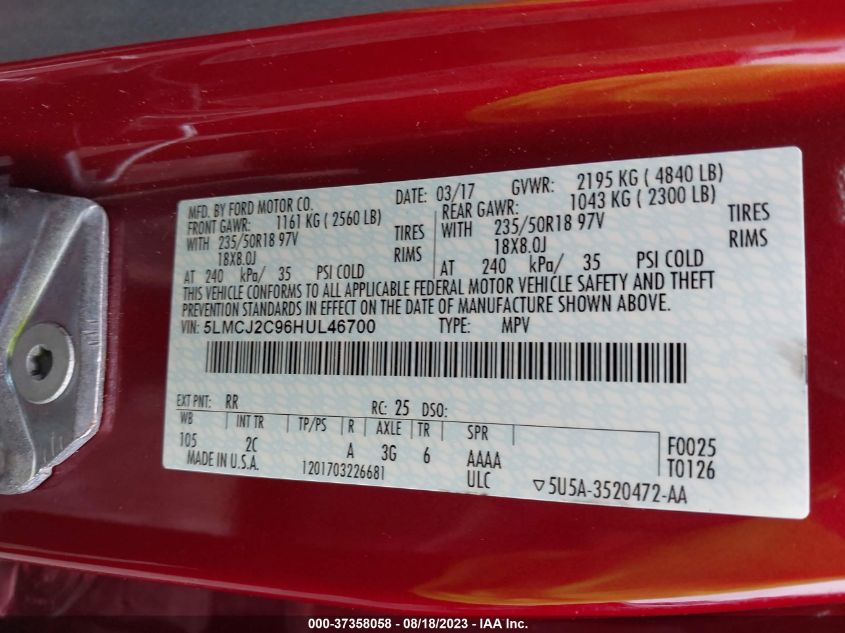 MFD. BY FORD MOTOR CO. DATE: 03/17 GVWR: 2195 KG ( 4840 LB)
FRONT GAWR: 1161 KG ( 2560 LB) REAR GAWR: 1043 KG ( 2300 LB)
WITH 235/50R18 97V TIRES WITH 235/50R18 97V TIRES
18X8.0J RIMS 18X8.0J RIMS
AT 240 kPa/ 35 PSI COLD AT 240 kPa/ 35 PSI COLD
THIS VEHICLE CONFORMS TO ALL APPLICABLE FEDERAL MOTOR VEHICLE SAFETY AND THEFT
PREVENTION STANDARDS IN EFFECT ON THE DATE OF MANUFACTURE SHOWN ABOVE.
VIN: 5LMCJ2C96HUL46700 TYPE: MPV
EXT PNT: RR RC: 25 DSO:
WB INT TR TP/PS R AXLE TR SPR
105 2C A 3G 6 AAAA F0025
MADE IN U.S.A. 1201703226681 ULC T0126
▽5U5A-3520472-AA
000-37358058 - 08/18/2023 - IAA Inc.